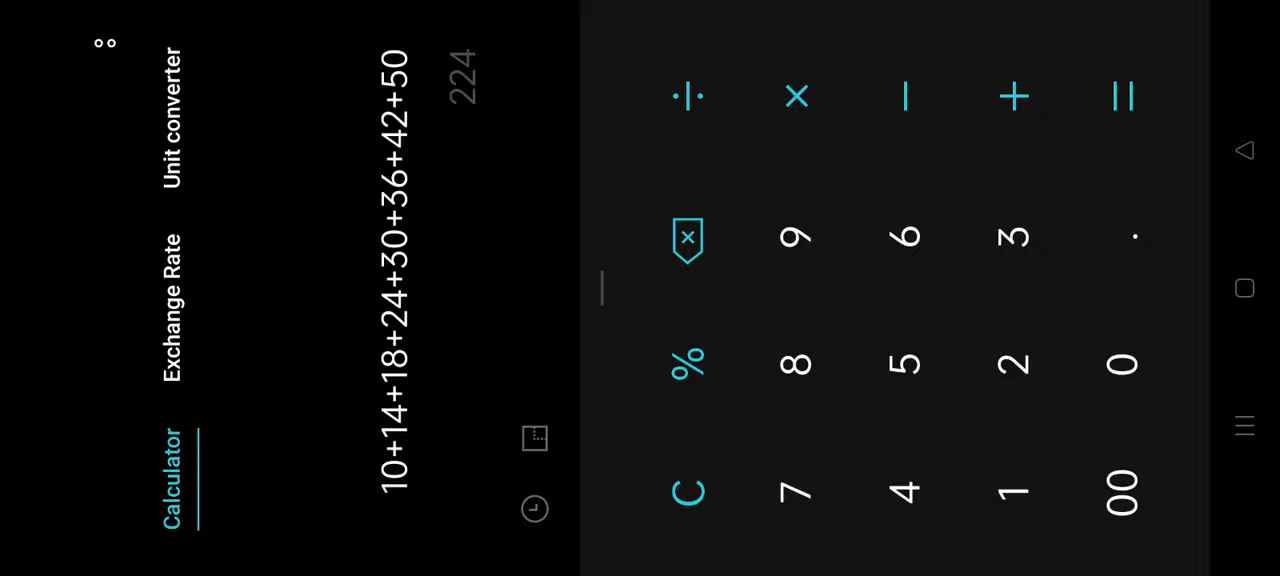 Calculator Exchange Rate Unit converter
10+14+18+24+30+36+42+50
224
C % ÷
7 8 9 ×
4 5 6 −
1 2 3 +
00 0 . =